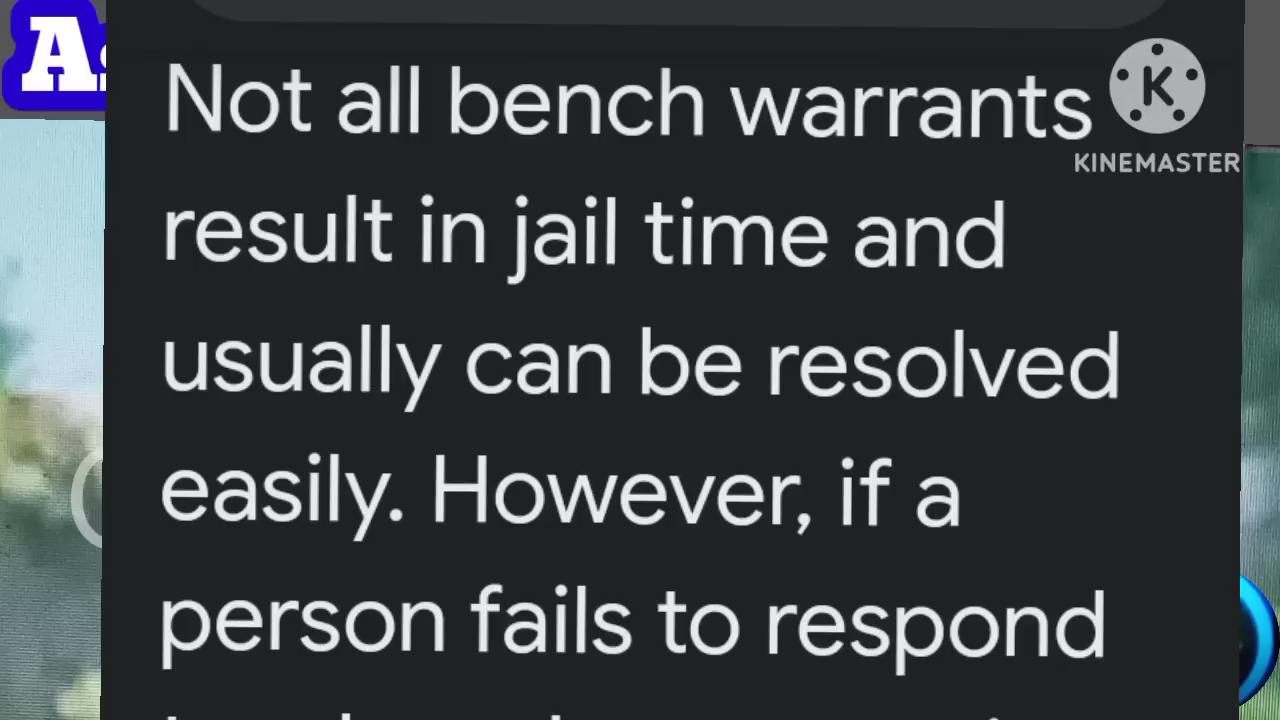 Not all bench warrants
result in jail time and
usually can be resolved
easily. However, if a
person fails to respond
KINEMASTER
K